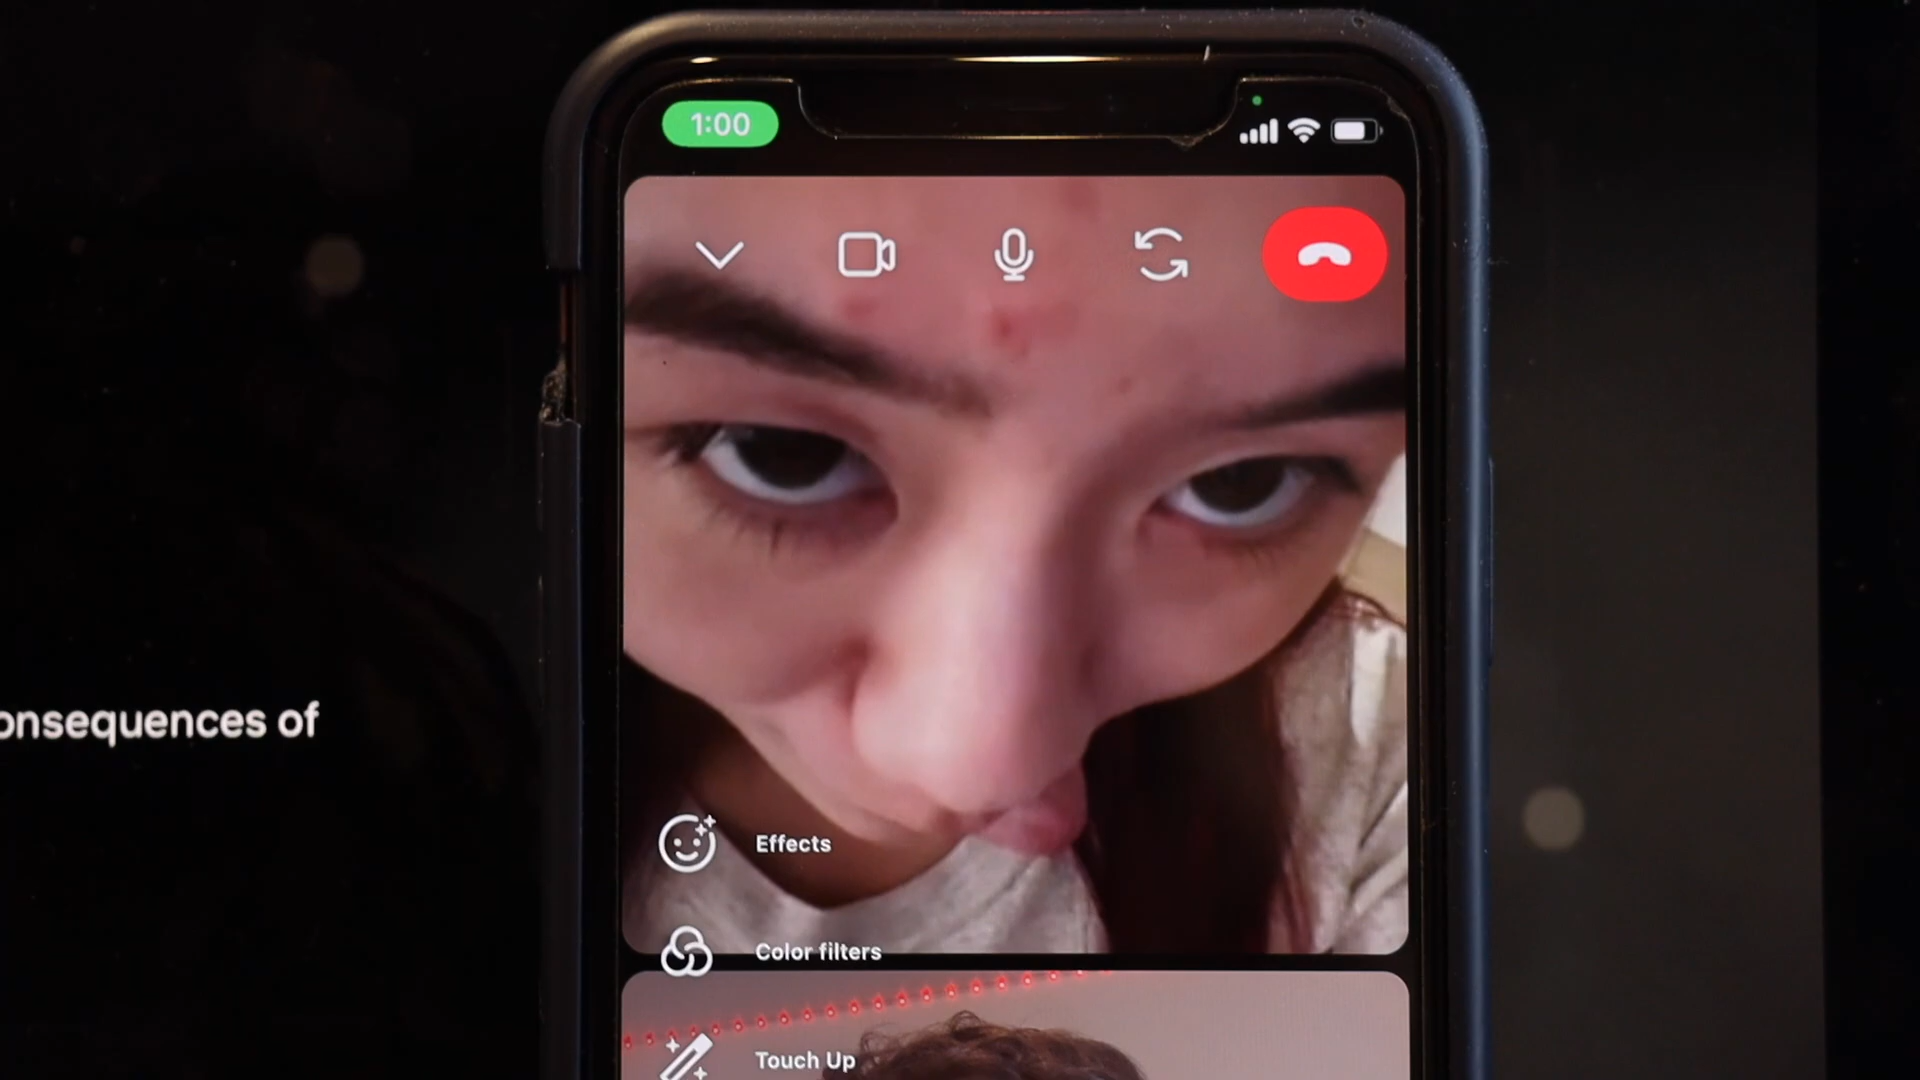 1:00
onsequences of
Effects
Color filters
Touch Up